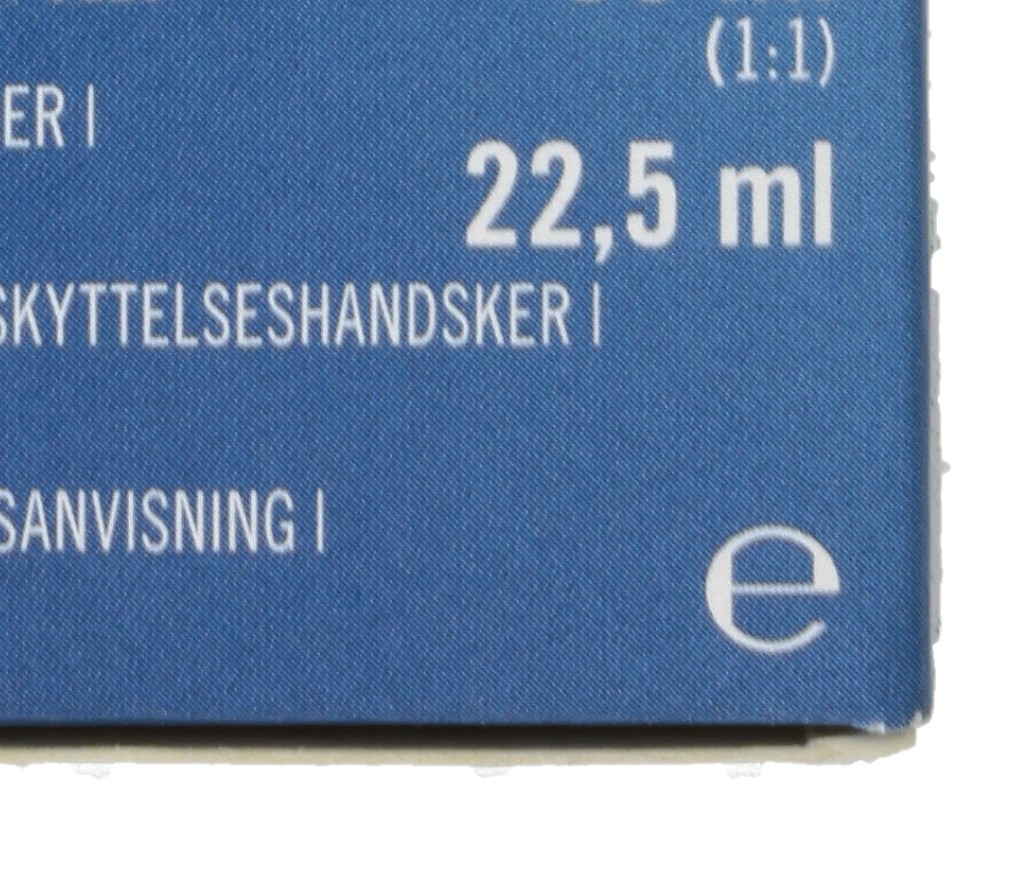 (1:1)
ER |
22,5 ml
SKYTTELSESHANDSKER |
SANVISNING |
e